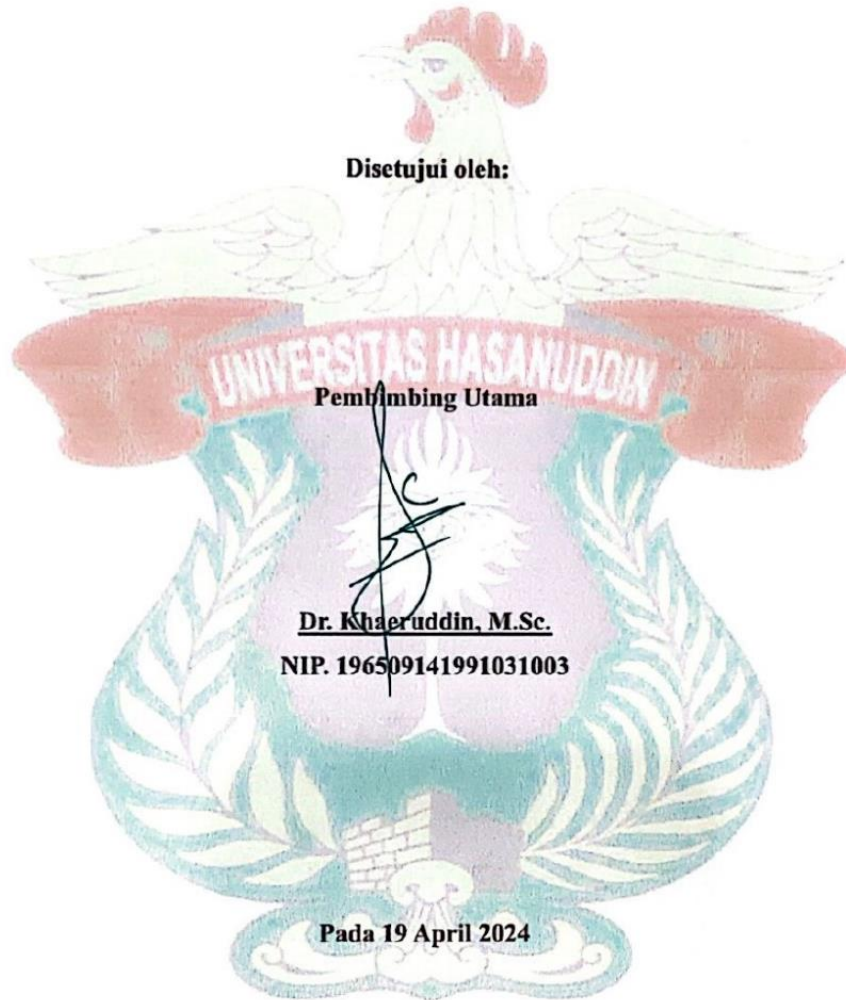 Disetujui oleh:
UNIVERSITAS HASANUDDIN
Pembimbing Utama
Dr. Khaeruddin, M.Sc.
NIP. 196509141991031003
Pada 19 April 2024